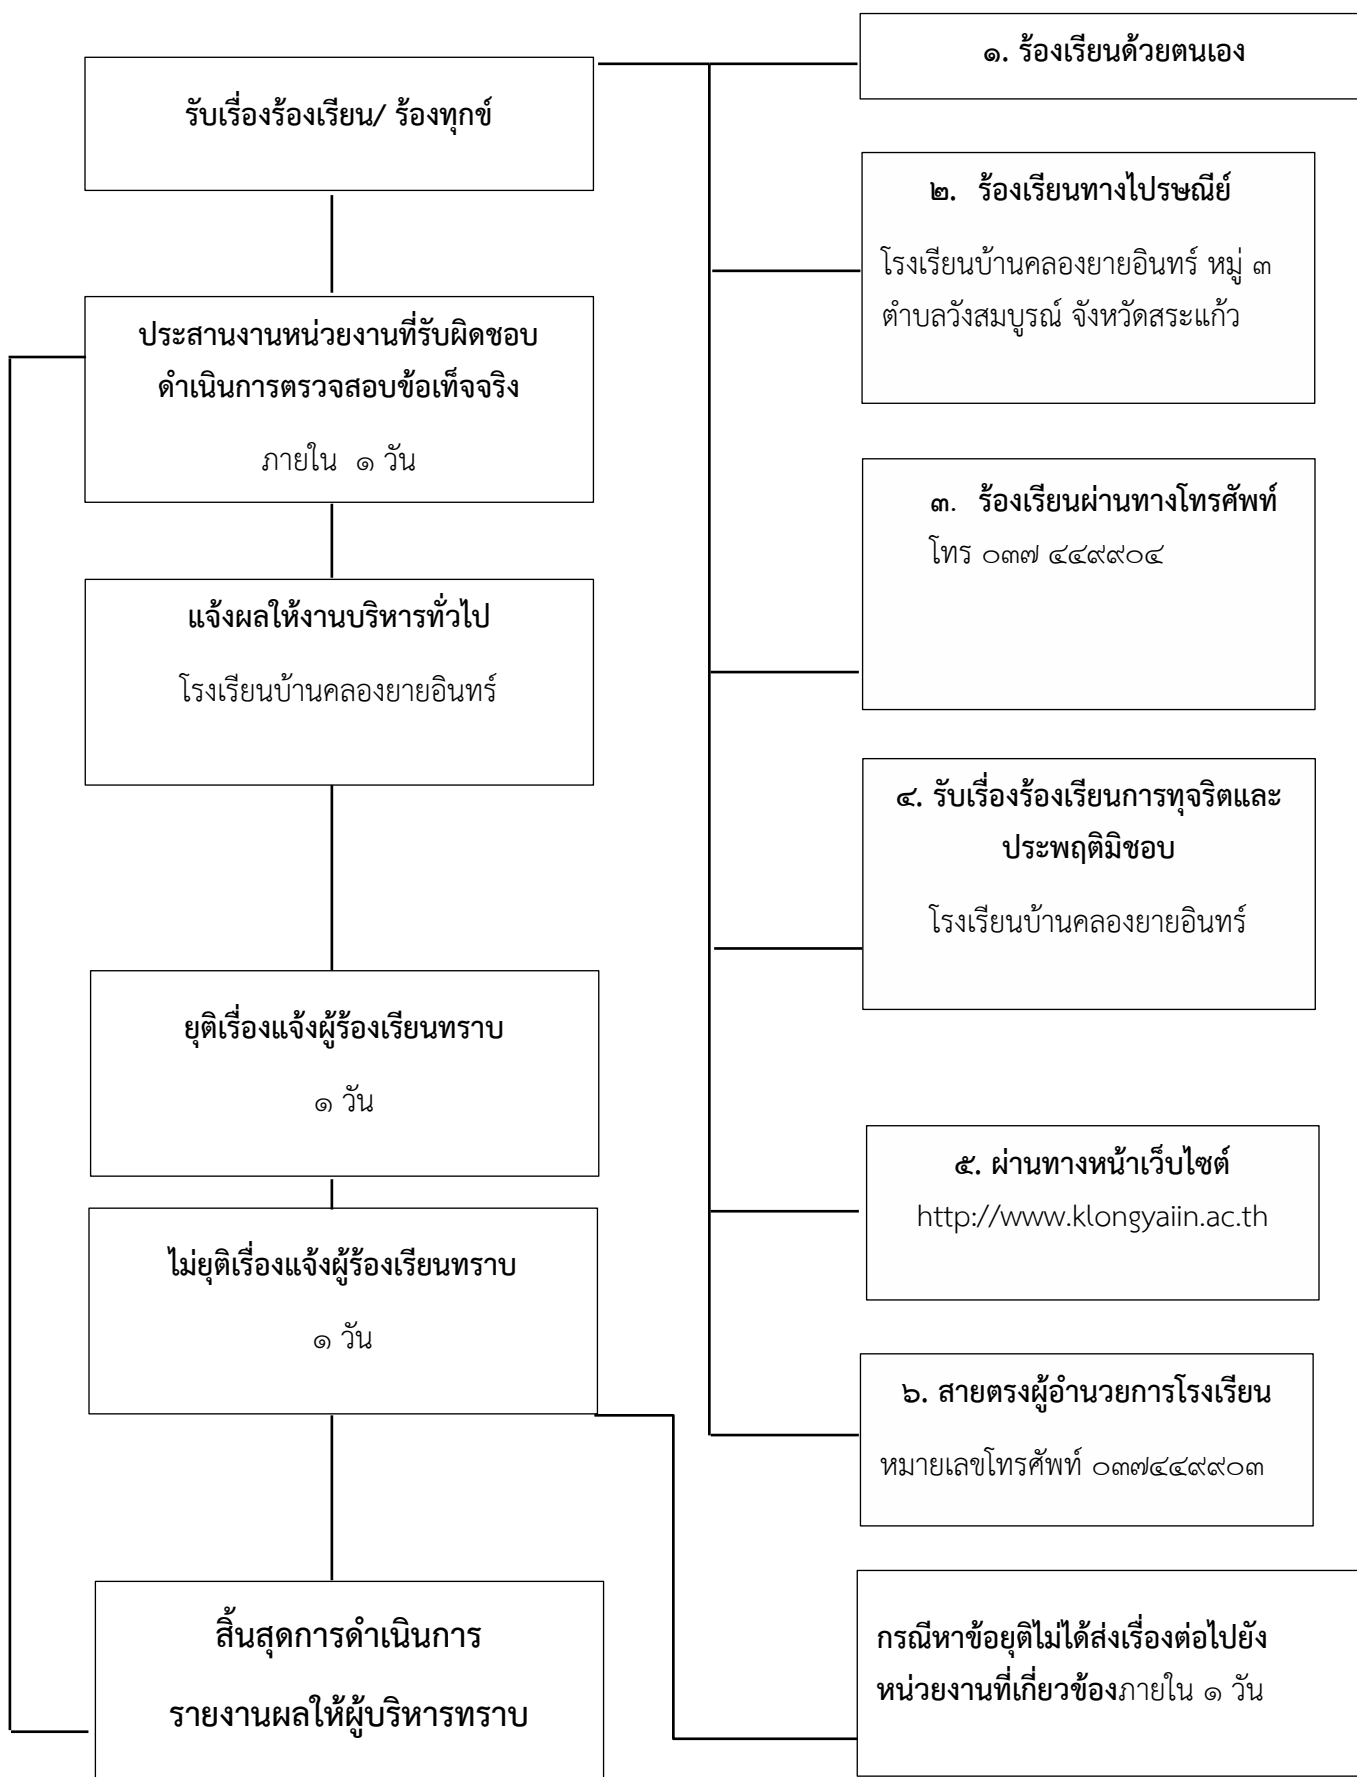 รับเรื่องร้องเรียน/ ร้องทุกข์
ประสานงานหน่วยงานที่รับผิดชอบ
ดำเนินการตรวจสอบข้อเท็จจริง
ภายใน ๑ วัน
แจ้งผลให้งานบริหารทั่วไป
โรงเรียนบ้านคลองยายอินทร์
ยุติเรื่องแจ้งผู้ร้องเรียนทราบ
๑ วัน
ไม่ยุติเรื่องแจ้งผู้ร้องเรียนทราบ
๑ วัน
สิ้นสุดการดำเนินการ
รายงานผลให้ผู้บริหารทราบ
๑. ร้องเรียนด้วยตนเอง
๒. ร้องเรียนทางไปรษณีย์
โรงเรียนบ้านคลองยายอินทร์ หมู่ ๓
ตำบลวังสมบูรณ์ จังหวัดสระแก้ว
๓. ร้องเรียนผ่านทางโทรศัพท์
โทร ๐๓๗ ๔๔๙๙๐๔
๔. รับเรื่องร้องเรียนการทุจริตและ
ประพฤติมิชอบ
โรงเรียนบ้านคลองยายอินทร์
๕. ผ่านทางหน้าเว็บไซต์
http://www.klongyaiin.ac.th
๖. สายตรงผู้อำนวยการโรงเรียน
หมายเลขโทรศัพท์ ๐๓๗๔๔๙๙๐๓
กรณีหาข้อยุติไม่ได้ส่งเรื่องต่อไปยัง
หน่วยงานที่เกี่ยวข้องภายใน ๑ วัน